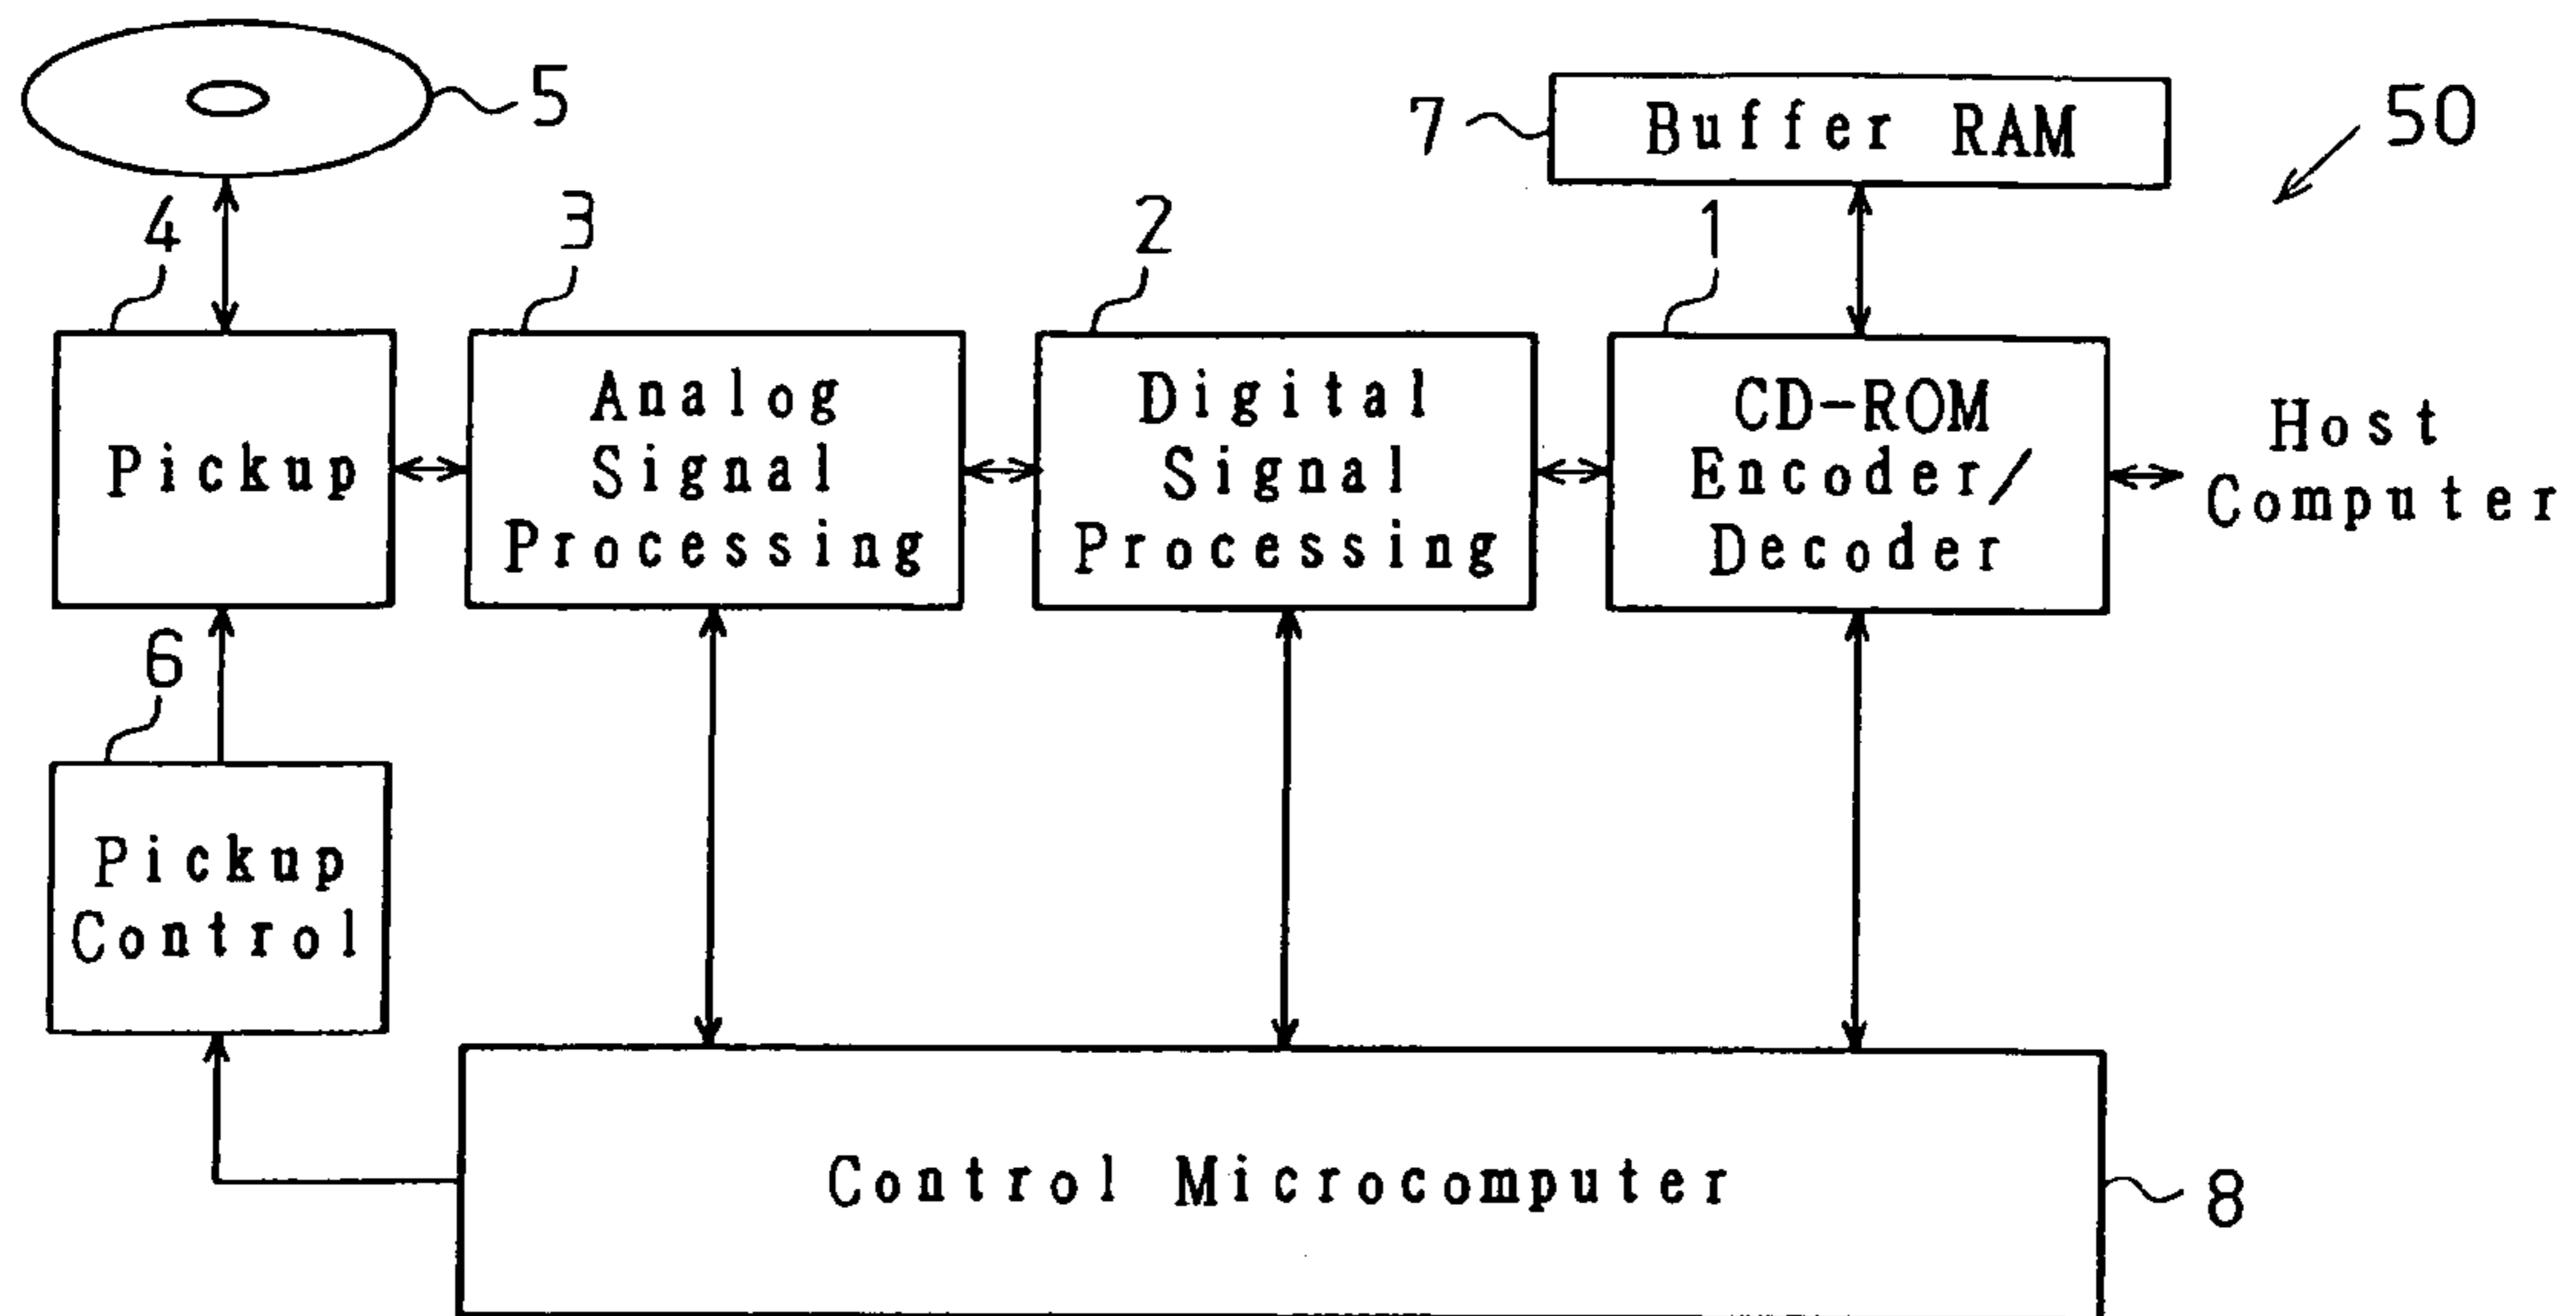 5
7
Buffer RAM
50
4
3
2
1
Pickup
Analog
Signal
Processing
Digital
Signal
Processing
CD-ROM
Encoder/
Decoder
Host
Computer
6
Pickup
Control
Control Microcomputer
8